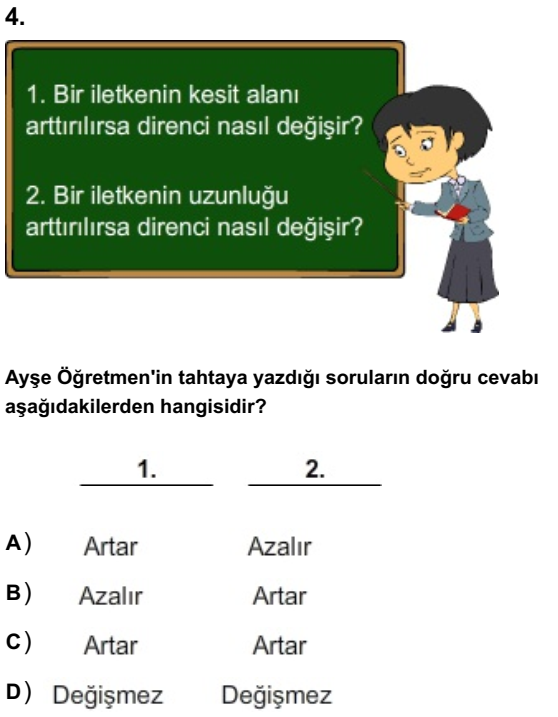 4.
1. Bir iletkenin kesit alanı
arttırılırsa direnci nasıl değişir?
2. Bir iletkenin uzunluğu
arttırılırsa direnci nasıl değişir?
Ayşe Öğretmen'in tahtaya yazdığı soruların doğru cevabı
aşağıdakilerden hangisidir?
1. 2.
A) Artar Azalır
B) Azalır Artar
C) Artar Artar
D) Değişmez Değişmez